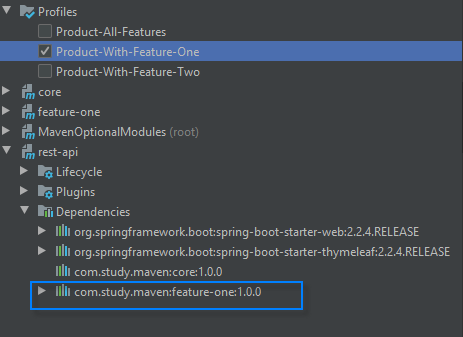 Profiles
Product-All-Features
Product-With-Feature-One
Product-With-Feature-Two
core
feature-one
MavenOptionalModules (root)
rest-api
Lifecycle
Plugins
Dependencies
org.springframework.boot:spring-boot-starter-web:2.2.4.RELEASE
org.springframework.boot:spring-boot-starter-thymeleaf:2.2.4.RELEASE
com.study.maven:core:1.0.0
com.study.maven:feature-one:1.0.0